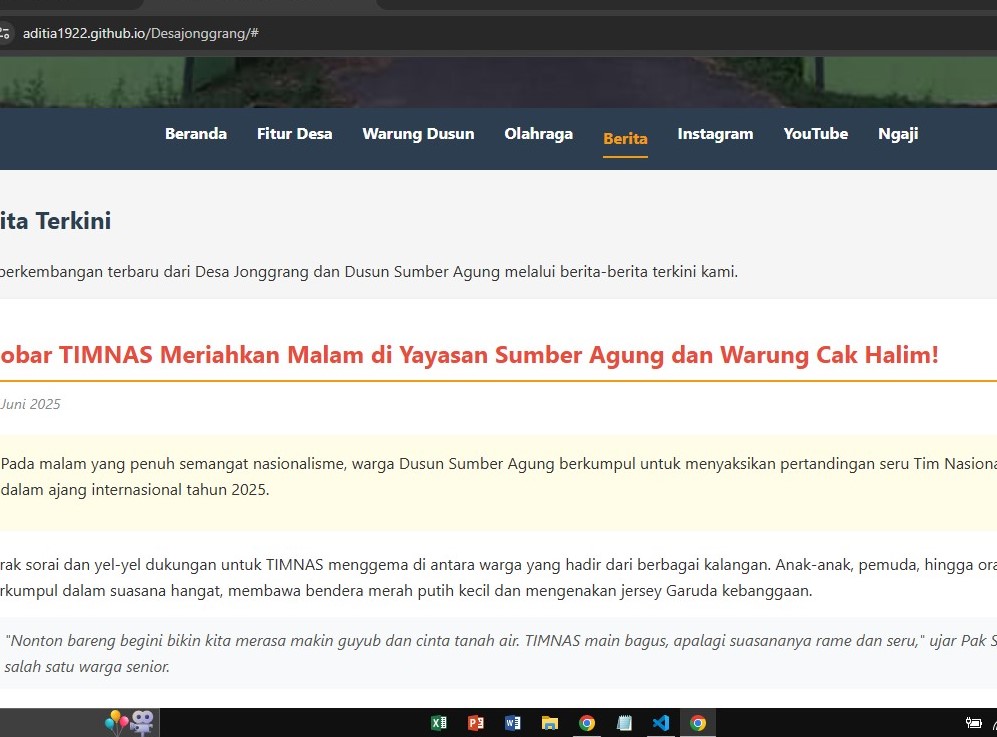 aditia1922.github.io/Desajonggrang/#
Beranda Fitur Desa Warung Dusun Olahraga Berita Instagram YouTube Ngaji
ita Terkini
perkembangan terbaru dari Desa Jonggrang dan Dusun Sumber Agung melalui berita-berita terkini kami.
obar TIMNAS Meriahkan Malam di Yayasan Sumber Agung dan Warung Cak Halim!
Juni 2025
Pada malam yang penuh semangat nasionalisme, warga Dusun Sumber Agung berkumpul untuk menyaksikan pertandingan seru Tim Nasiona
dalam ajang internasional tahun 2025.
rak sorai dan yel-yel dukungan untuk TIMNAS menggema di antara warga yang hadir dari berbagai kalangan. Anak-anak, pemuda, hingga ora
rkumpul dalam suasana hangat, membawa bendera merah putih kecil dan mengenakan jersey Garuda kebanggaan.
"Nonton bareng begini bikin kita merasa makin guyub dan cinta tanah air. TIMNAS main bagus, apalagi suasananya rame dan seru," ujar Pak S
salah satu warga senior.